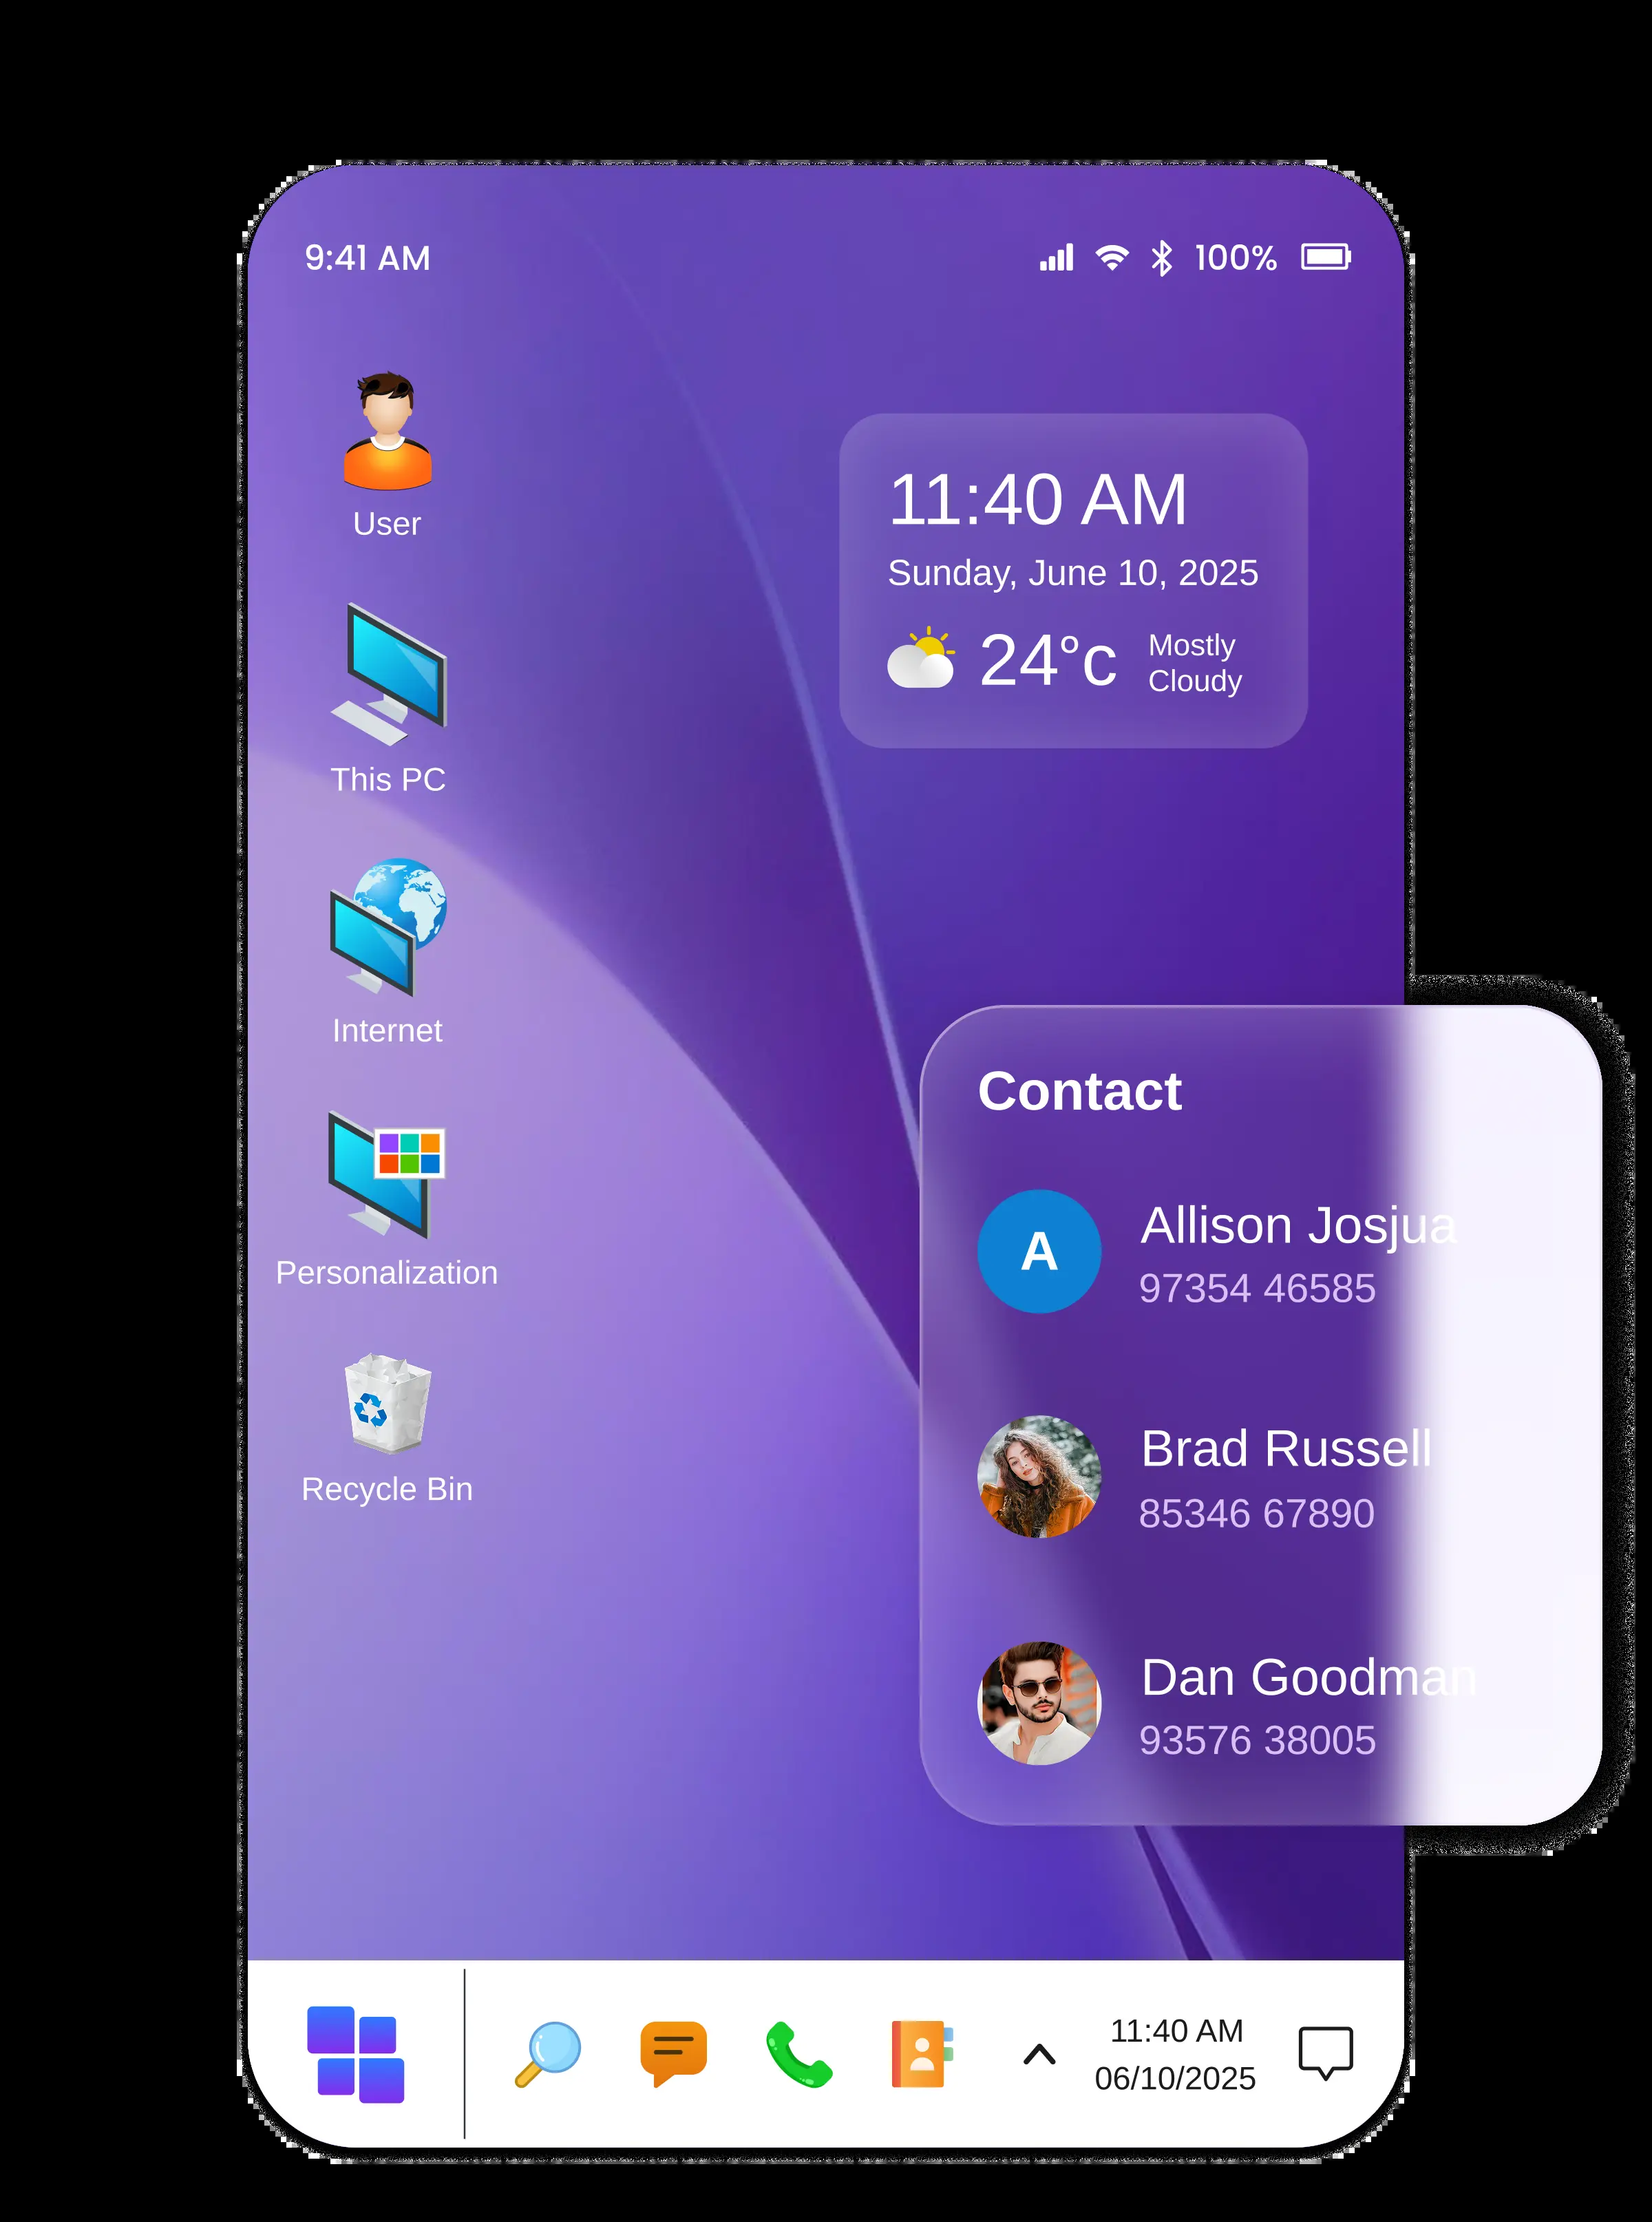 9:41 AM
100%
User
This PC
Internet
Personalization
Recycle Bin
11:40 AM
Sunday, June 10, 2025
24°c
Mostly
Cloudy
Contact
A
Allison Josjua
97354 46585
Brad Russell
85346 67890
Dan Goodman
93576 38005
11:40 AM
06/10/2025